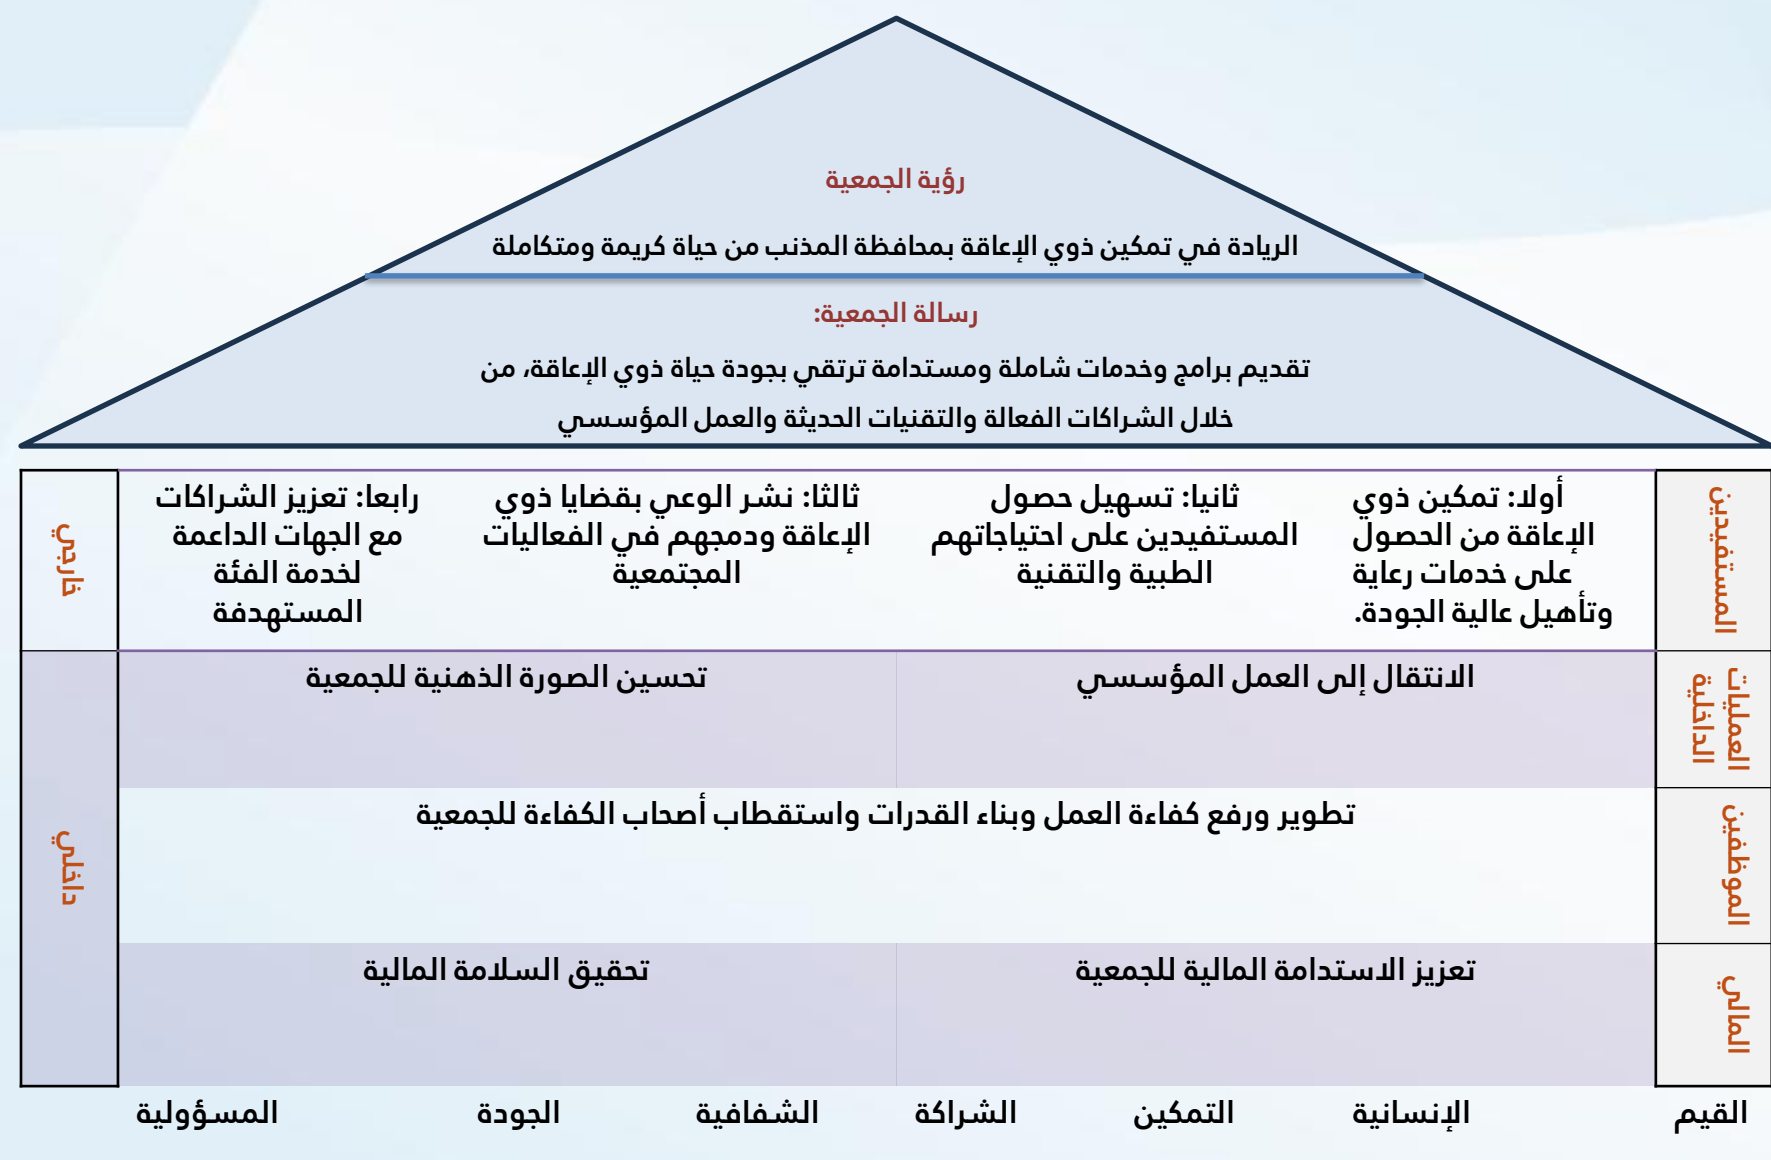 رؤية الجمعية
الريادة في تمكين ذوي الإعاقة بمحافظة المذنب من حياة كريمة ومتكاملة
رسالة الجمعية:
تقديم برامج وخدمات شاملة ومستدامة ترتقي بجودة حياة ذوي الإعاقة، من
خلال الشراكات الفعالة والتقنيات الحديثة والعمل المؤسسي
المستفيدين
أولا: تمكين ذوي
الإعاقة من الحصول
على خدمات رعاية
وتأهيل عالية الجودة.
ثانيا: تسهيل حصول
المستفيدين على احتياجاتهم
الطبية والتقنية
ثالثا: نشر الوعي بقضايا ذوي
الإعاقة ودمجهم في الفعاليات
المجتمعية
رابعا: تعزيز الشراكات
مع الجهات الداعمة
لخدمة الفئة
المستهدفة
خارجي
العمليات
الداخلية
الانتقال إلى العمل المؤسسي
تحسين الصورة الذهنية للجمعية
داخلي
الموظفين
تطوير ورفع كفاءة العمل وبناء القدرات واستقطاب أصحاب الكفاءة للجمعية
المالي
تعزيز الاستدامة المالية للجمعية
تحقيق السلامة المالية
القيم
الإنسانية
التمكين
الشراكة
الشفافية
الجودة
المسؤولية